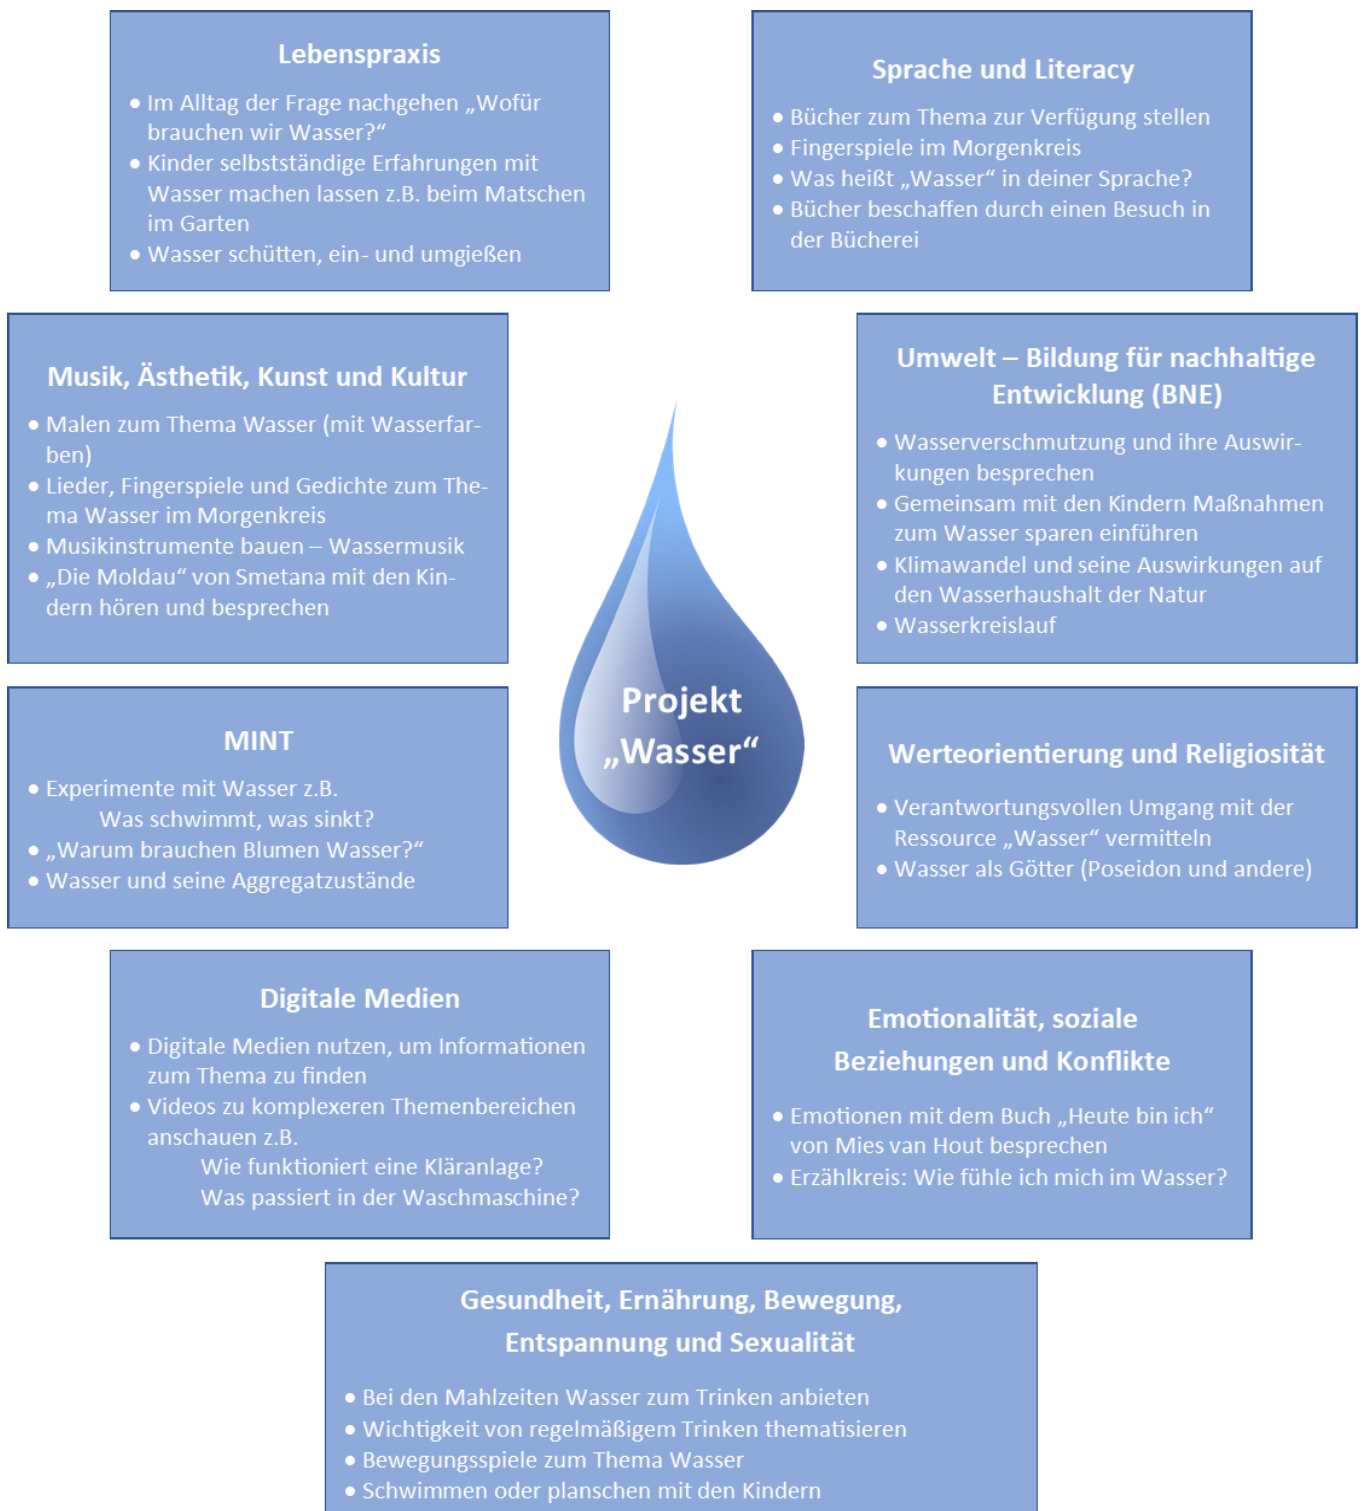 Lebenspraxis
• Im Alltag der Frage nachgehen „Wofür
brauchen wir Wasser?“
• Kinder selbstständige Erfahrungen mit
Wasser machen lassen z.B. beim Matschen
im Garten
• Wasser schütten, ein- und umgießen
Sprache und Literacy
• Bücher zum Thema zur Verfügung stellen
• Fingerspiele im Morgenkreis
• Was heißt „Wasser“ in deiner Sprache?
• Bücher beschaffen durch einen Besuch in
der Bücherei
Musik, Ästhetik, Kunst und Kultur
• Malen zum Thema Wasser (mit Wasserfar-
ben)
• Lieder, Fingerspiele und Gedichte zum The-
ma Wasser im Morgenkreis
• Musikinstrumente bauen – Wassermusik
• „Die Moldau“ von Smetana mit den Kin-
dern hören und besprechen
Umwelt – Bildung für nachhaltige
Entwicklung (BNE)
• Wasserverschmutzung und ihre Auswir-
kungen besprechen
• Gemeinsam mit den Kindern Maßnahmen
zum Wasser sparen einführen
• Klimawandel und seine Auswirkungen auf
den Wasserhaushalt der Natur
• Wasserkreislauf
Projekt
„Wasser“
MINT
• Experimente mit Wasser z.B.
Was schwimmt, was sinkt?
• „Warum brauchen Blumen Wasser?“
• Wasser und seine Aggregatzustände
Werteorientierung und Religiosität
• Verantwortungsvollen Umgang mit der
Ressource „Wasser“ vermitteln
• Wasser als Götter (Poseidon und andere)
Digitale Medien
• Digitale Medien nutzen, um Informationen
zum Thema zu finden
• Videos zu komplexeren Themenbereichen
anschauen z.B.
Wie funktioniert eine Kläranlage?
Was passiert in der Waschmaschine?
Emotionalität, soziale
Beziehungen und Konflikte
• Emotionen mit dem Buch „Heute bin ich“
von Mies van Hout besprechen
• Erzählkreis: Wie fühle ich mich im Wasser?
Gesundheit, Ernährung, Bewegung,
Entspannung und Sexualität
• Bei den Mahlzeiten Wasser zum Trinken anbieten
• Wichtigkeit von regelmäßigem Trinken thematisieren
• Bewegungsspiele zum Thema Wasser
• Schwimmen oder planschen mit den Kindern